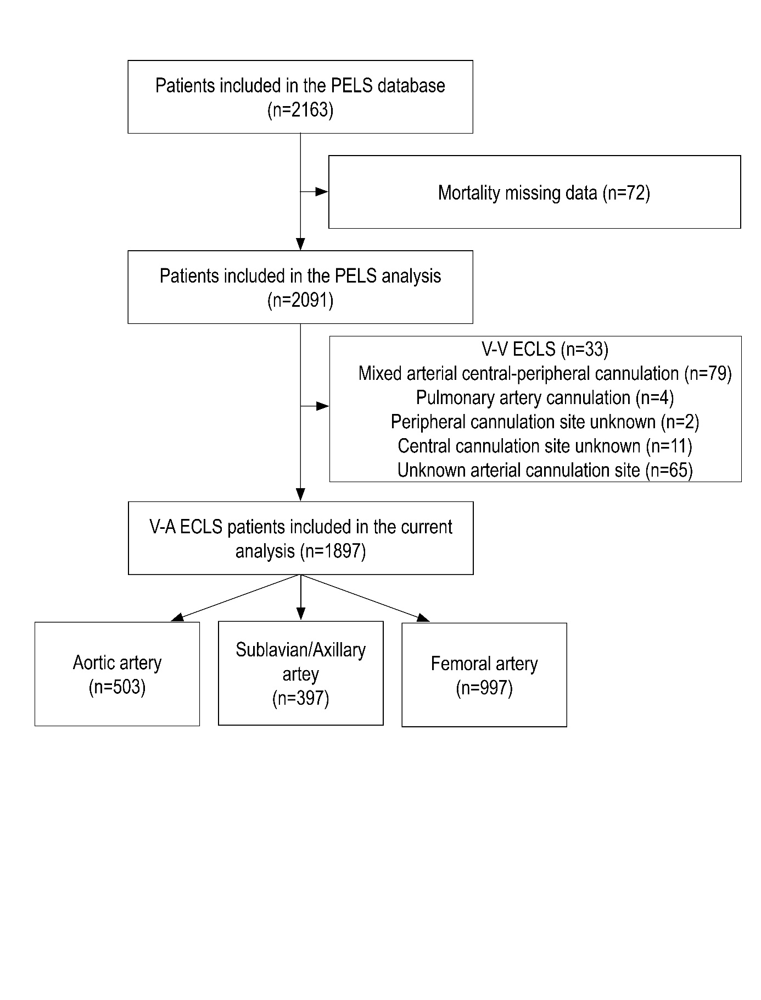 Patients included in the PELS database
(n=2163)
Mortality missing data (n=72)
Patients included in the PELS analysis
(n=2091)
V-V ECLS (n=33)
Mixed arterial central-peripheral cannulation (n=79)
Pulmonary artery cannulation (n=4)
Peripheral cannulation site unknown (n=2)
Central cannulation site unknown (n=11)
Unknown arterial cannulation site (n=65)
V-A ECLS patients included in the current
analysis (n=1897)
Aortic artery
(n=503)
Sublavian/Axillary
artey
(n=397)
Femoral artery
(n=997)